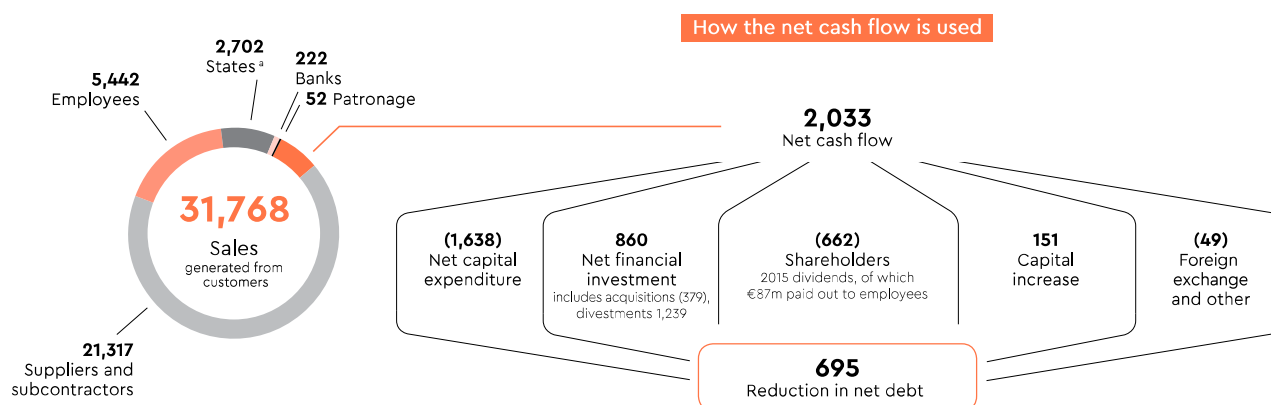 How the net cash flow is used
2,702
States ᵃ
222
Banks
52 Patronage
5,442
Employees
31,768
Sales
generated from
customers
21,317
Suppliers and
subcontractors
2,033
Net cash flow
(1,638)
Net capital
expenditure
860
Net financial
investment
includes acquisitions (379),
divestments 1,239
(662)
Shareholders
2015 dividends, of which
€87m paid out to employees
151
Capital
increase
(49)
Foreign
exchange
and other
695
Reduction in net debt